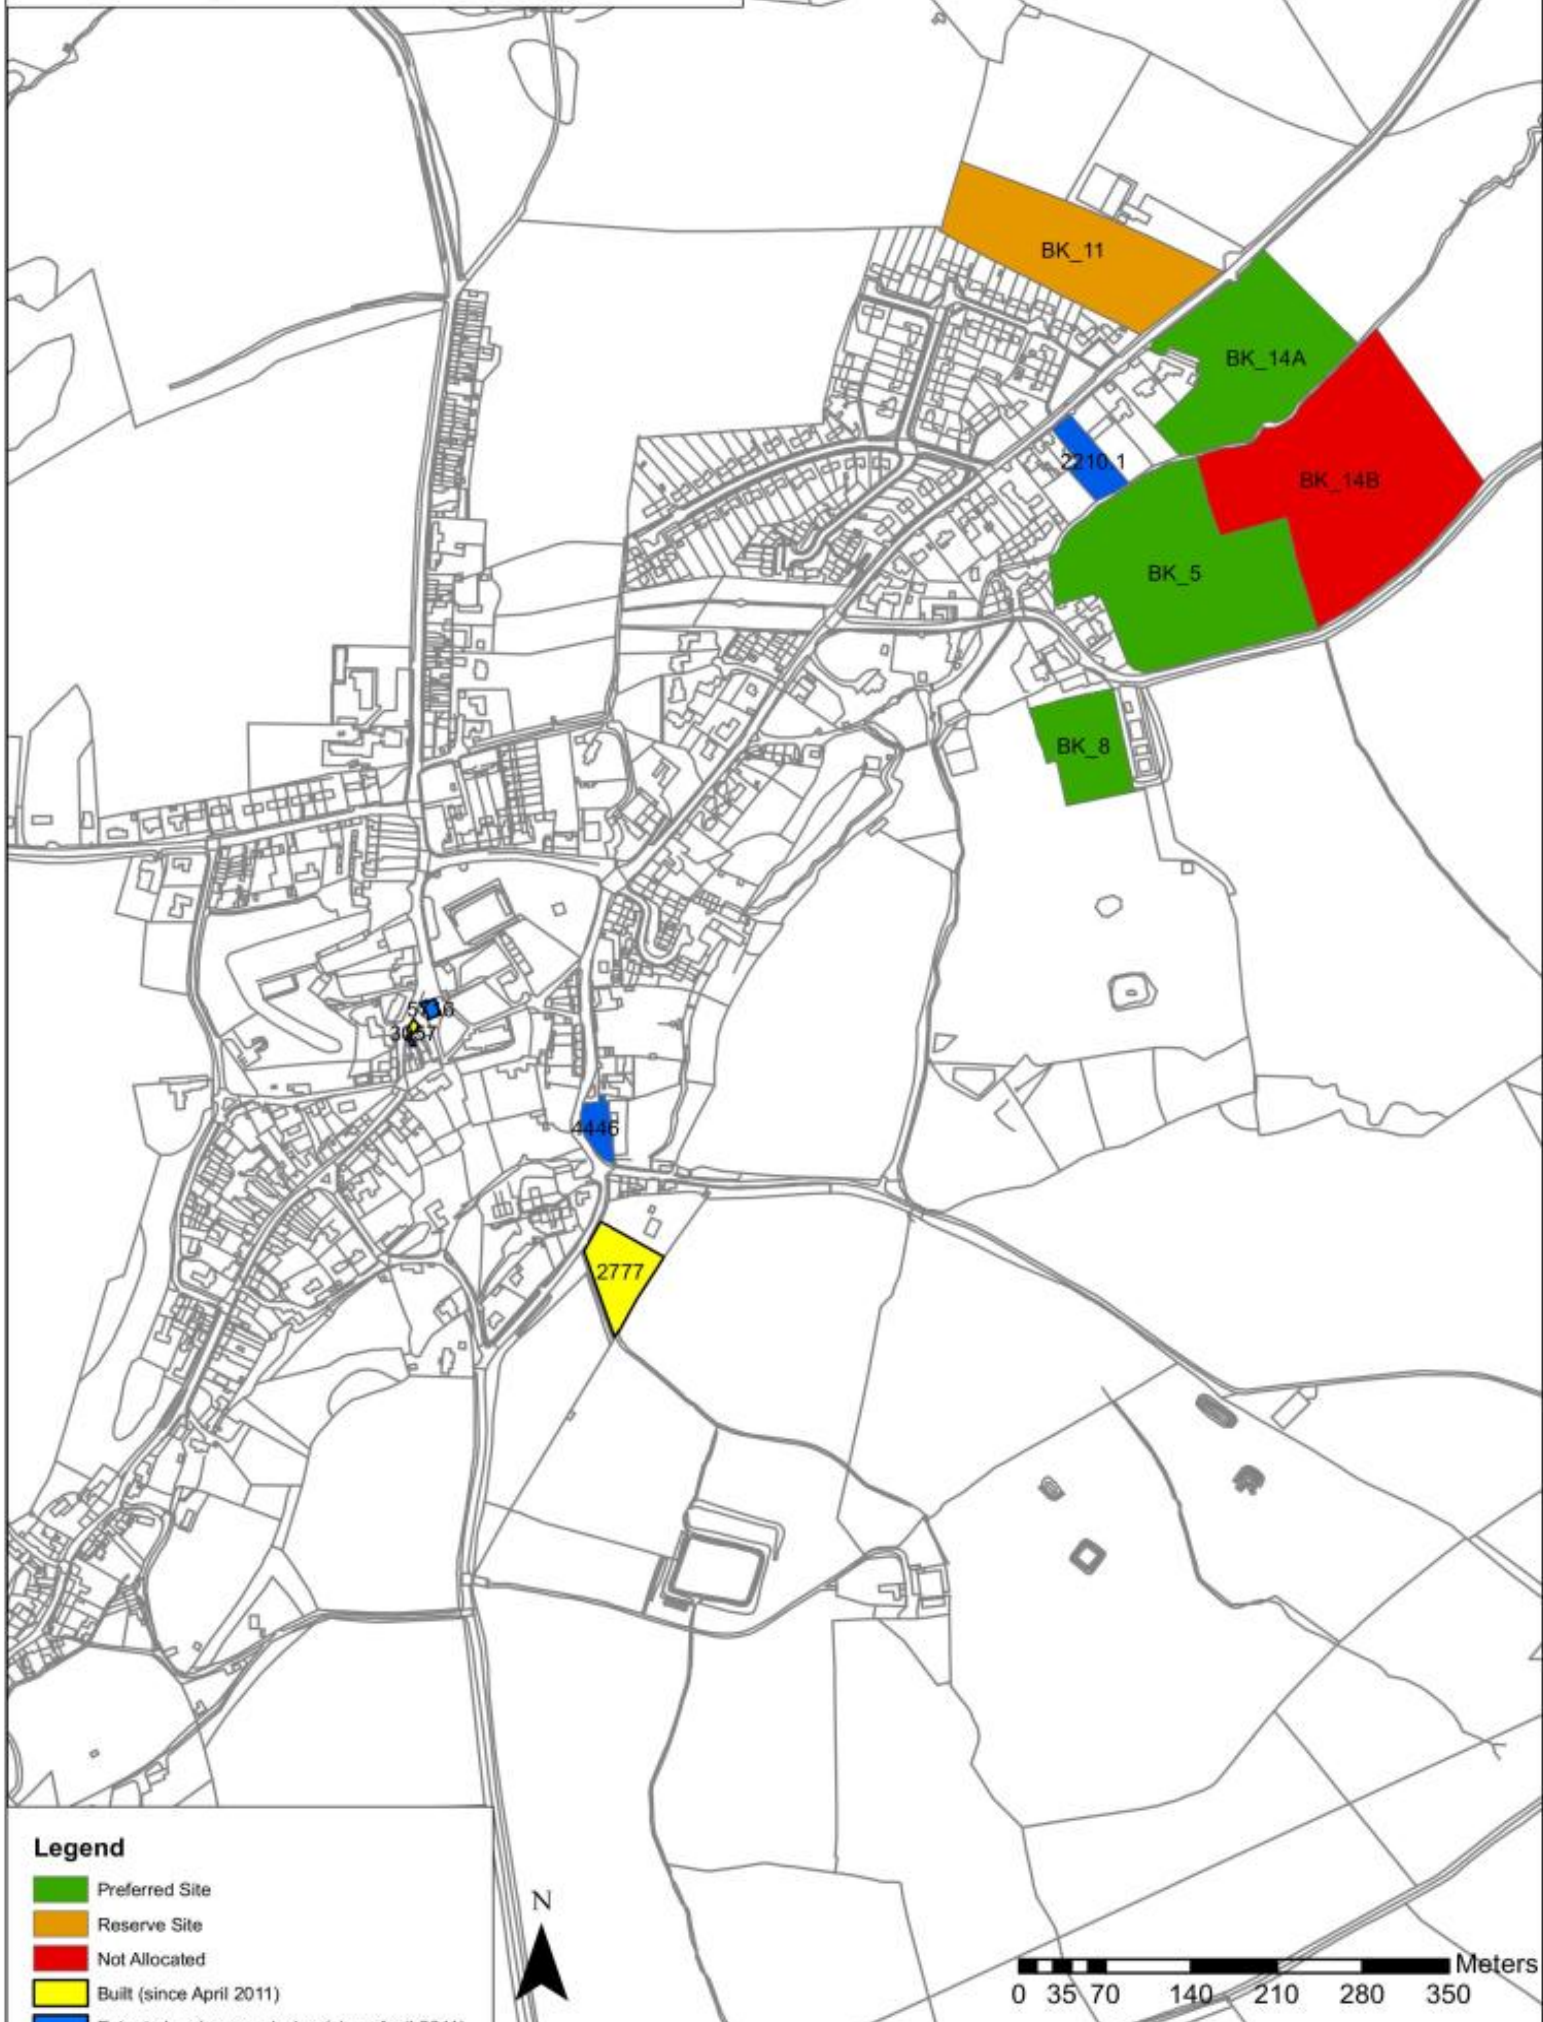 BK_11
BK_14A
2210.1
BK_14B
BK_5
BK_8
4446
2777
Legend
Preferred Site
Reserve Site
Not Allocated
Built (since April 2011)
N
Meters
0 35 70 140 210 280 350